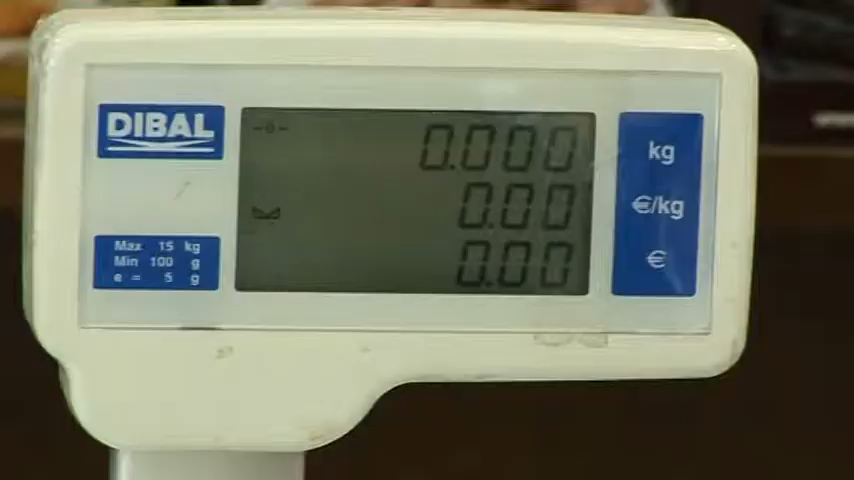 DIBAL
0.000 kg
0.00 €/kg
0.00 €
Max 15 kg
Min 100 g
e = 5 g